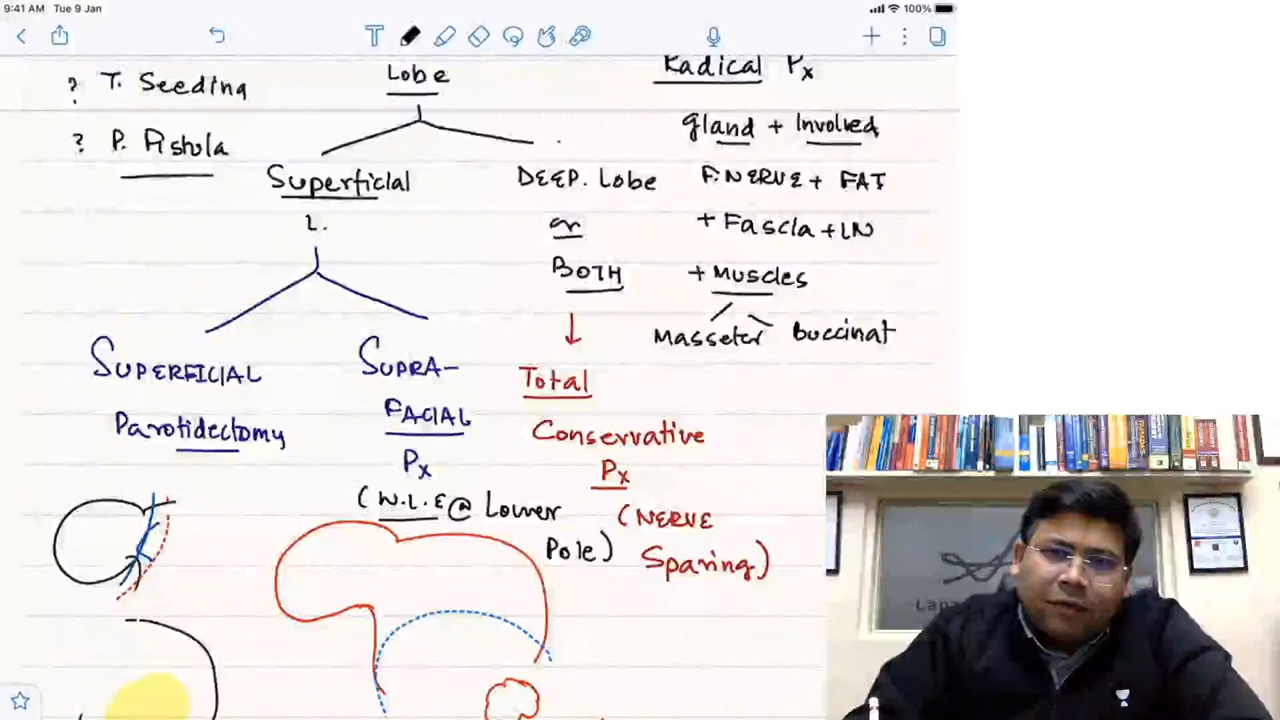 9:41 AM Tue 9 Jan
100%
? T. Seeding
? P. Fistula
Lobe
Superficial
L.
DEEP. Lobe
or
BOTH
Radical Px
gland + Involved
F. NERVE + FAT
+ Fascia + LN
+ Muscles
Masseter Buccinat
SUPERFICIAL
Parotidectomy
SUPRA-
FACIAL
Px
(W.L.E @ Lower
Pole)
Total
Conservative
Px
(NERVE
Sparing)